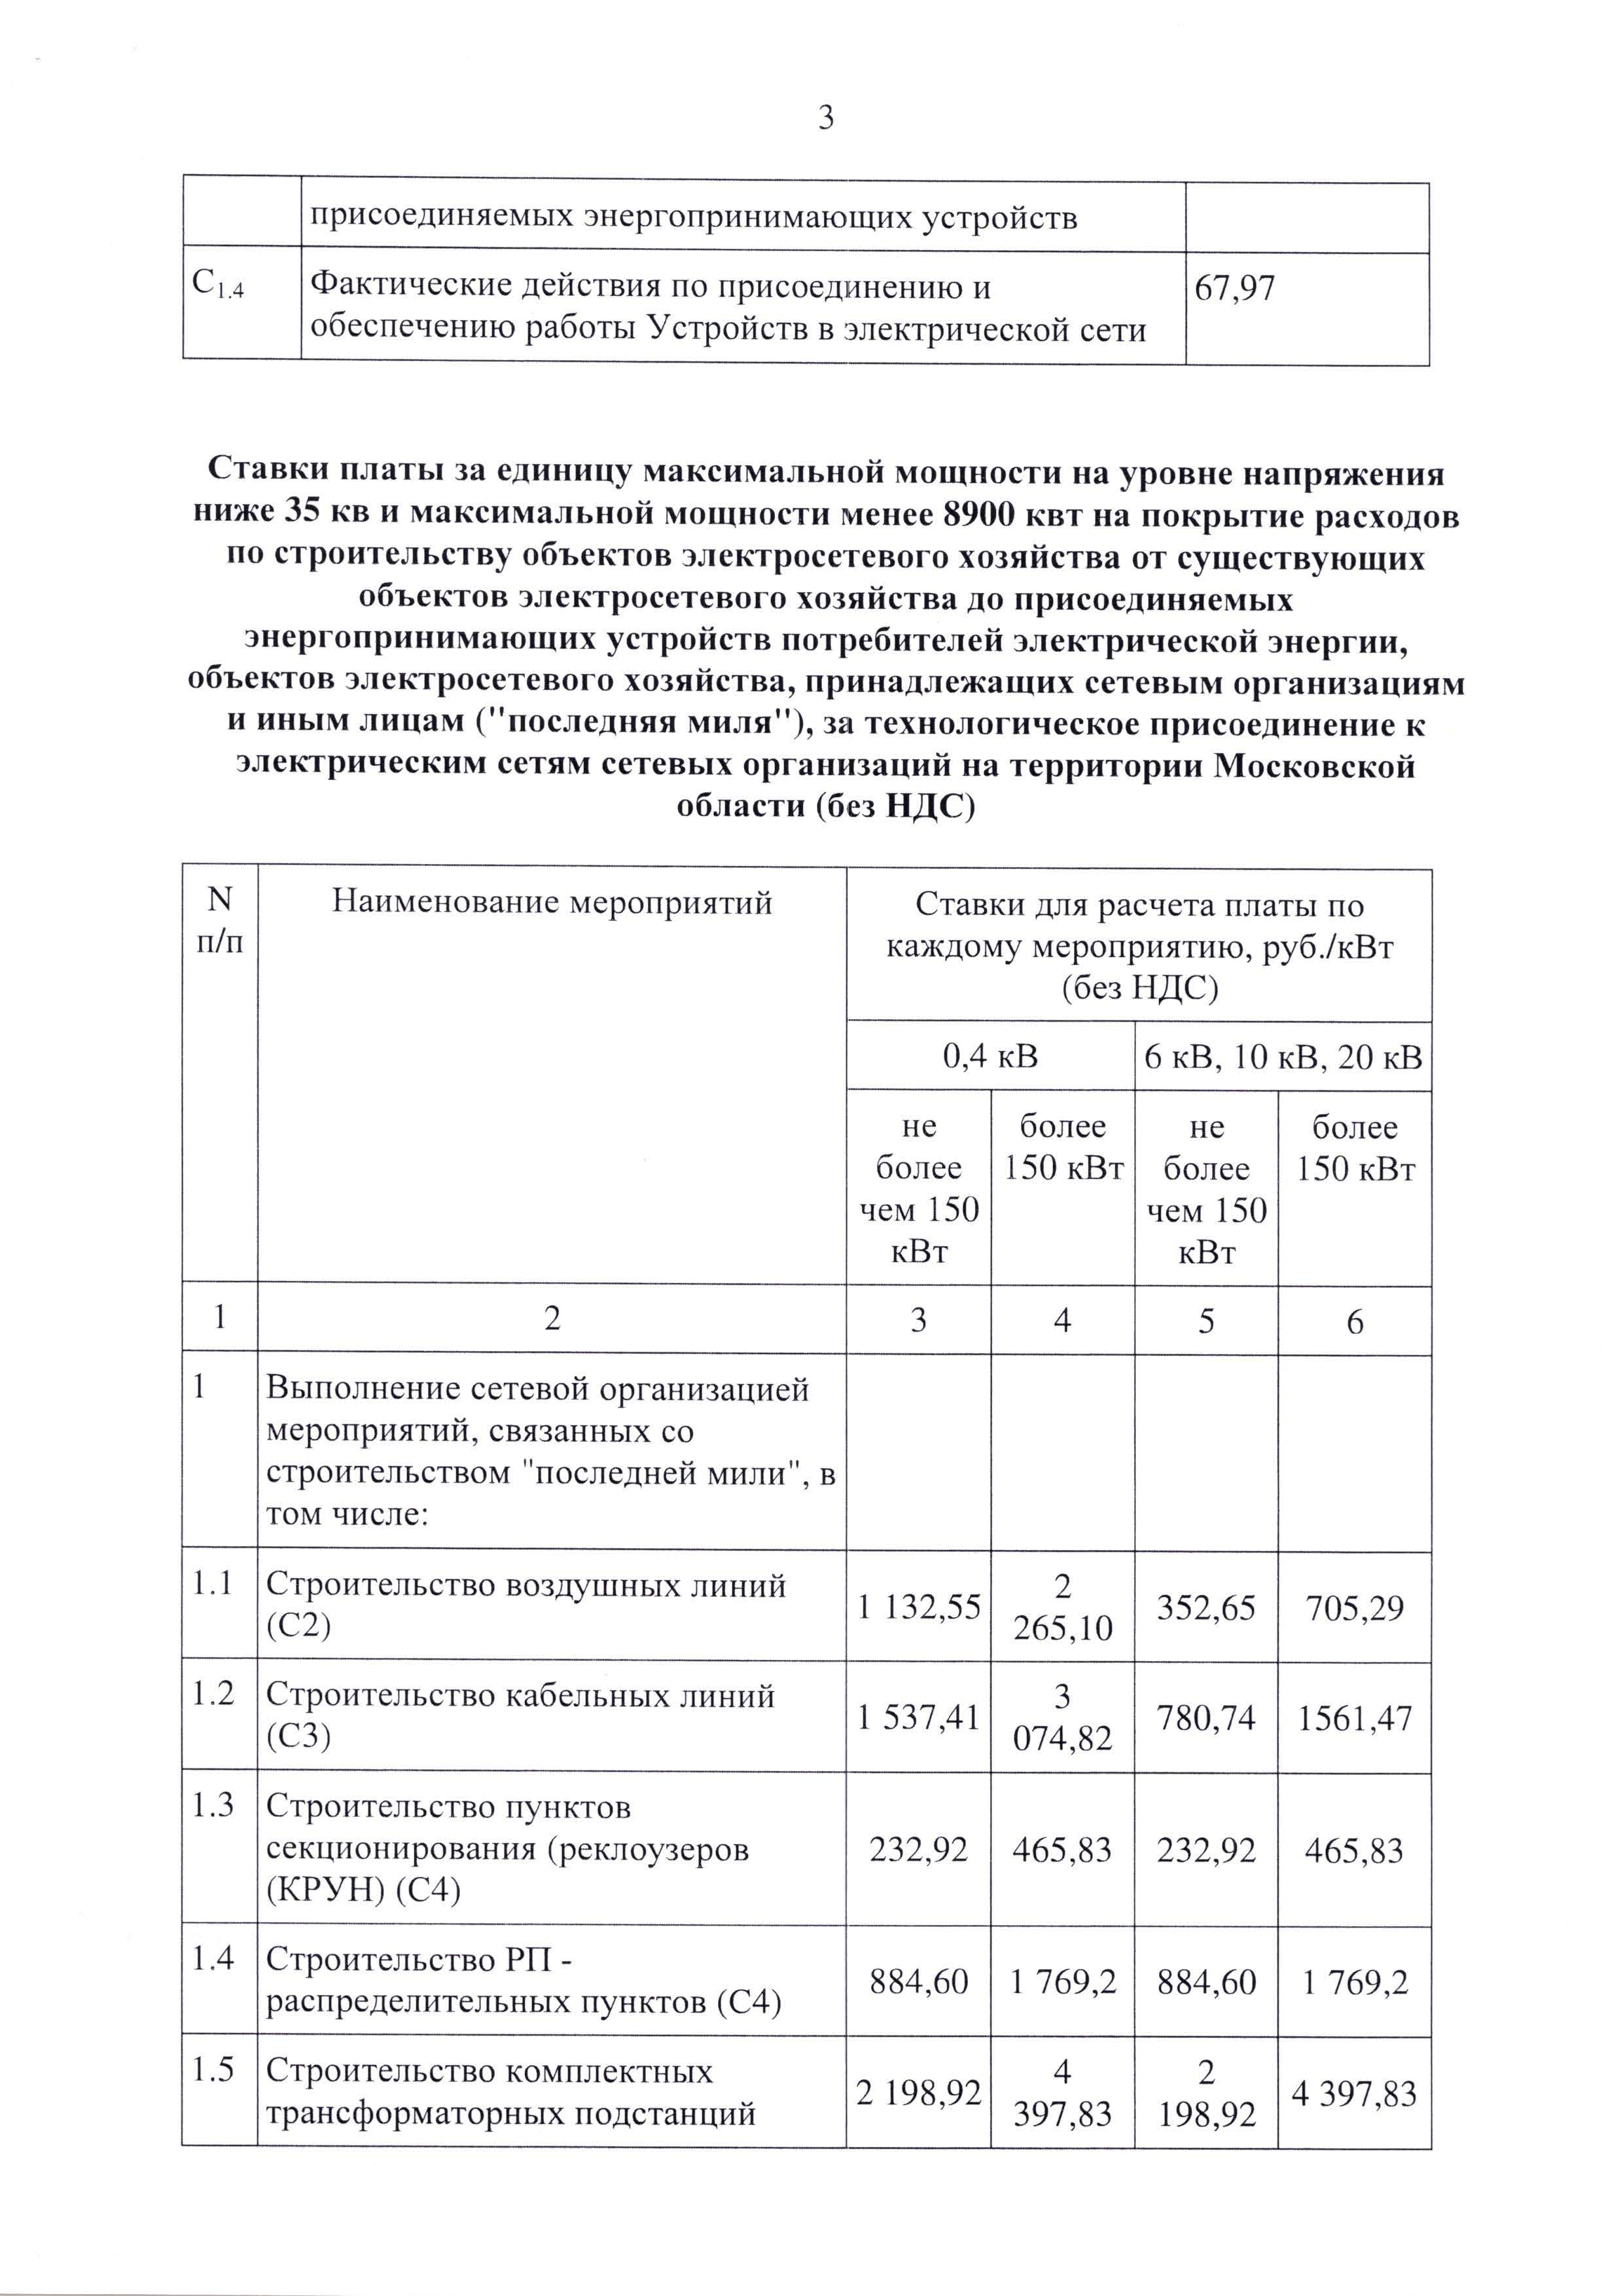 3
присоединяемых энергопринимающих устройств
С1.4 Фактические действия по присоединению и 67,97
обеспечению работы Устройств в электрической сети
Ставки платы за единицу максимальной мощности на уровне напряжения
ниже 35 кв и максимальной мощности менее 8900 квт на покрытие расходов
по строительству объектов электросетевого хозяйства от существующих
объектов электросетевого хозяйства до присоединяемых
энергопринимающих устройств потребителей электрической энергии,
объектов электросетевого хозяйства, принадлежащих сетевым организациям
и иным лицам ("последняя миля"), за технологическое присоединение к
электрическим сетям сетевых организаций на территории Московской
области (без НДС)
N
п/п
Наименование мероприятий
Ставки для расчета платы по
каждому мероприятию, руб./кВт
(без НДС)
0,4 кВ
6 кВ, 10 кВ, 20 кВ
не
более
чем 150
кВт
более
150 кВт
не
более
чем 150
кВт
более
150 кВт
1 2 3 4 5 6
1
Выполнение сетевой организацией
мероприятий, связанных со
строительством "последней мили", в
том числе:
1.1
Строительство воздушных линий
(С2)
1 132,55
2
265,10
352,65
705,29
1.2
Строительство кабельных линий
(С3)
1 537,41
3
074,82
780,74
1561,47
1.3
Строительство пунктов
секционирования (реклоузеров
(КРУН) (С4)
232,92
465,83
232,92
465,83
1.4
Строительство РП -
распределительных пунктов (С4)
884,60
1 769,2
884,60
1 769,2
1.5
Строительство комплектных
трансформаторных подстанций
2 198,92
4
397,83
2
198,92
4 397,83